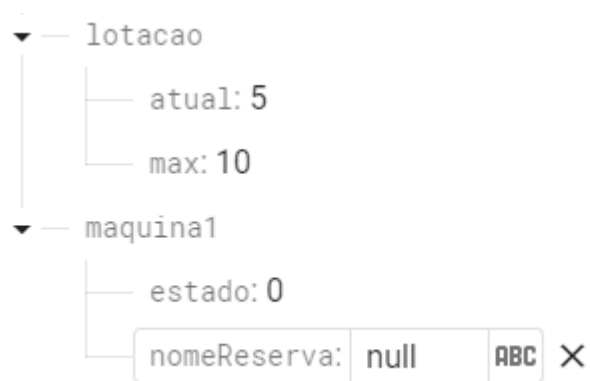 lotacao
atual: 5
max: 10
maquina1
estado: 0
nomeReserva: null ABC